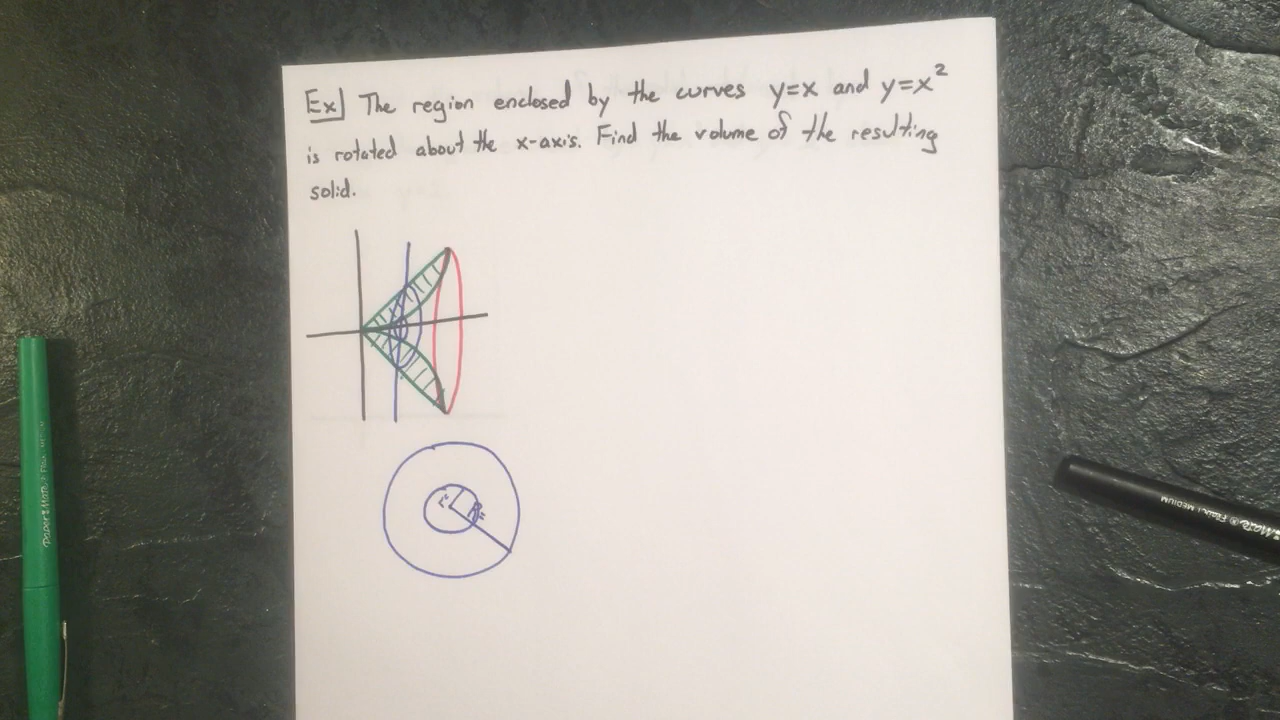 Ex] The region enclosed by the curves y=x and y=x²
is rotated about the x-axis. Find the volume of the resulting
solid.